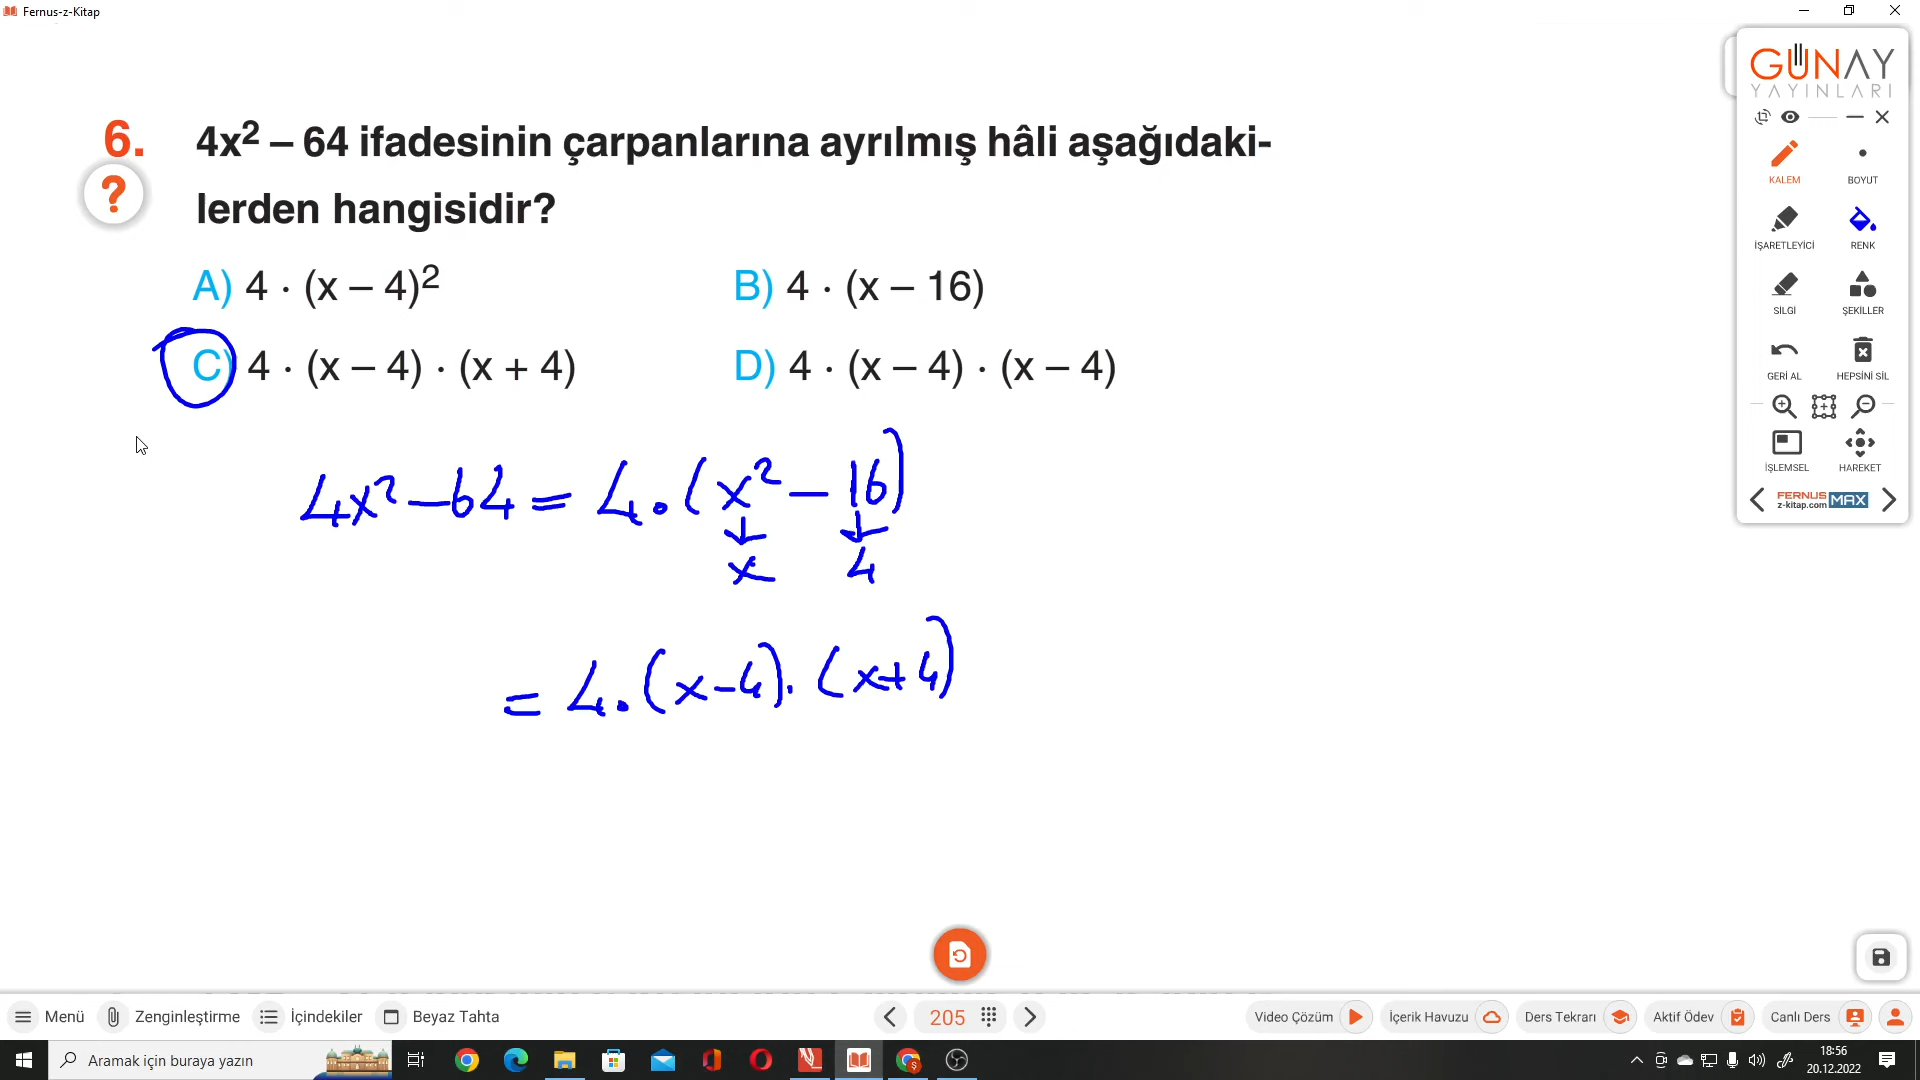 Fernus-z-Kitap
GÜNAY
YAYINLARI
6. 4x² – 64 ifadesinin çarpanlarına ayrılmış hâli aşağıdaki-
? lerden hangisidir?
A) 4 · (x – 4)²
B) 4 · (x – 16)
C) 4 · (x – 4) · (x + 4)
D) 4 · (x – 4) · (x – 4)
4x² – 64 = 4.(x² – 16)
x 4
= 4.(x-4).(x+4)
KALEM BOYUT
İŞARETLEYİCİ RENK
SİLGİ ŞEKİLLER
GERİ AL HEPSİNİ SİL
İŞLEMSEL HAREKET
FERNUS MAX
z-kitap.com
Menü Zenginleştirme İçindekiler Beyaz Tahta 205 Video Çözüm İçerik Havuzu Ders Tekrarı Aktif Ödev Canlı Ders
Aramak için buraya yazın
18:56
20.12.2022